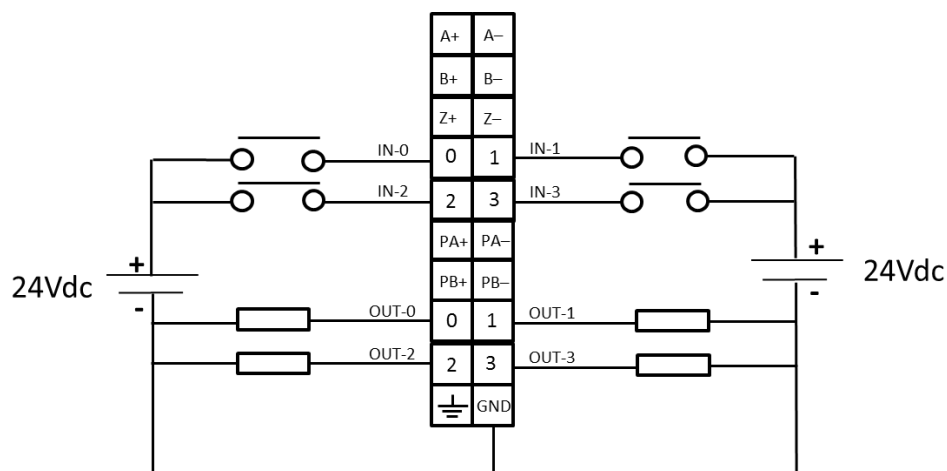 A+ A−
B+ B−
Z+ Z−
IN-0 0 1 IN-1
IN-2 2 3 IN-3
PA+ PA−
+ +
24Vdc 24Vdc
PB+ PB−
- -
OUT-0 0 1 OUT-1
OUT-2 2 3 OUT-3
GND